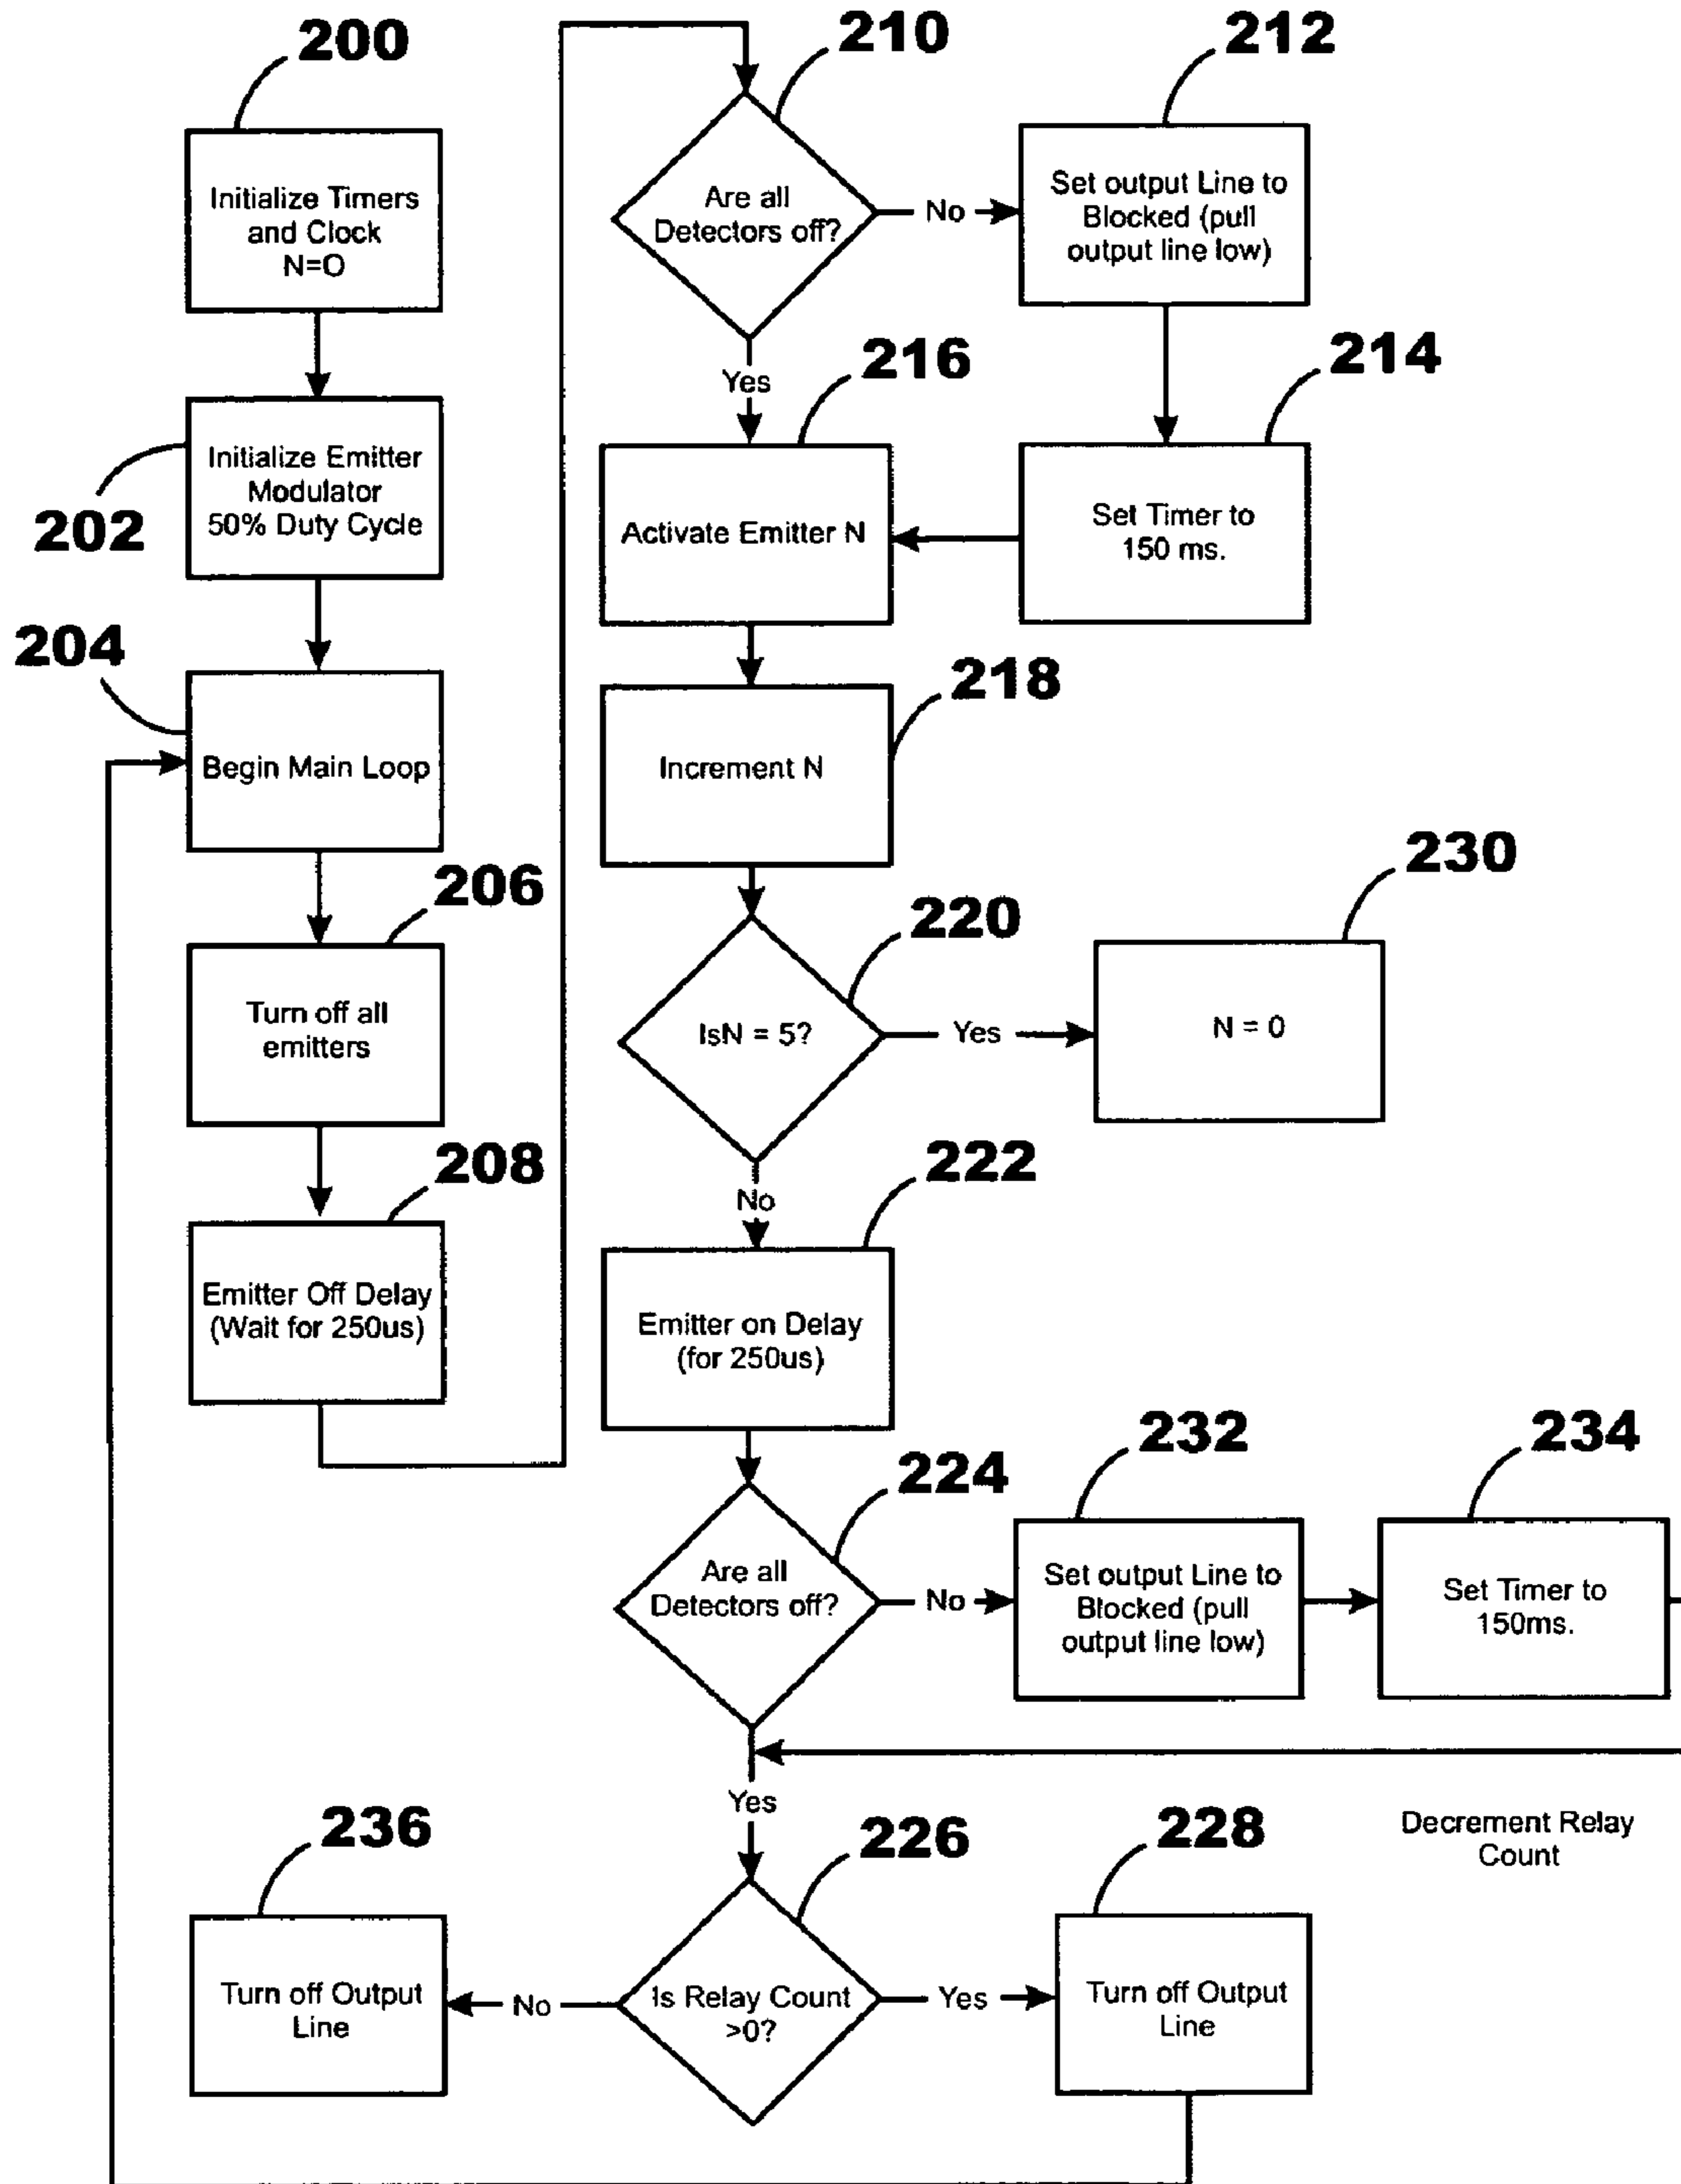 200
Initialize Timers
and Clock
N=O
202
Initialize Emitter
Modulator
50% Duty Cycle
204
Begin Main Loop
206
Turn off all
emitters
208
Emitter Off Delay
(Wait for 250us)
210
Are all
Detectors off?
No
Yes
212
Set output Line to
Blocked (pull
output line low)
214
Set Timer to
150 ms.
216
Activate Emitter N
218
Increment N
220
IsN = 5?
Yes
No
230
N = 0
222
Emitter on Delay
(for 250us)
224
Are all
Detectors off?
No
Yes
232
Set output Line to
Blocked (pull
output line low)
234
Set Timer to
150ms.
Decrement Relay
Count
226
Is Relay Count
>0?
No
Yes
236
Turn off Output
Line
228
Turn off Output
Line